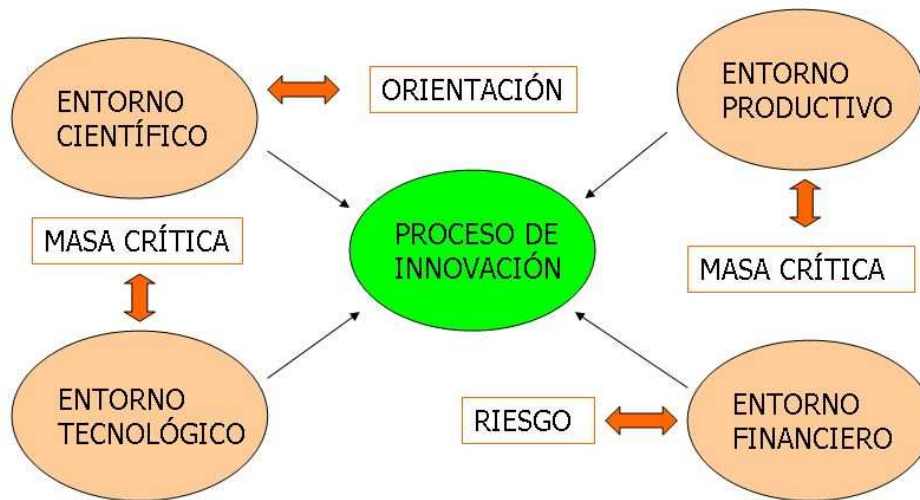 ENTORNO
CIENTÍFICO
ORIENTACIÓN
ENTORNO
PRODUCTIVO
MASA CRÍTICA
PROCESO DE
INNOVACIÓN
MASA CRÍTICA
ENTORNO
TECNOLÓGICO
RIESGO
ENTORNO
FINANCIERO